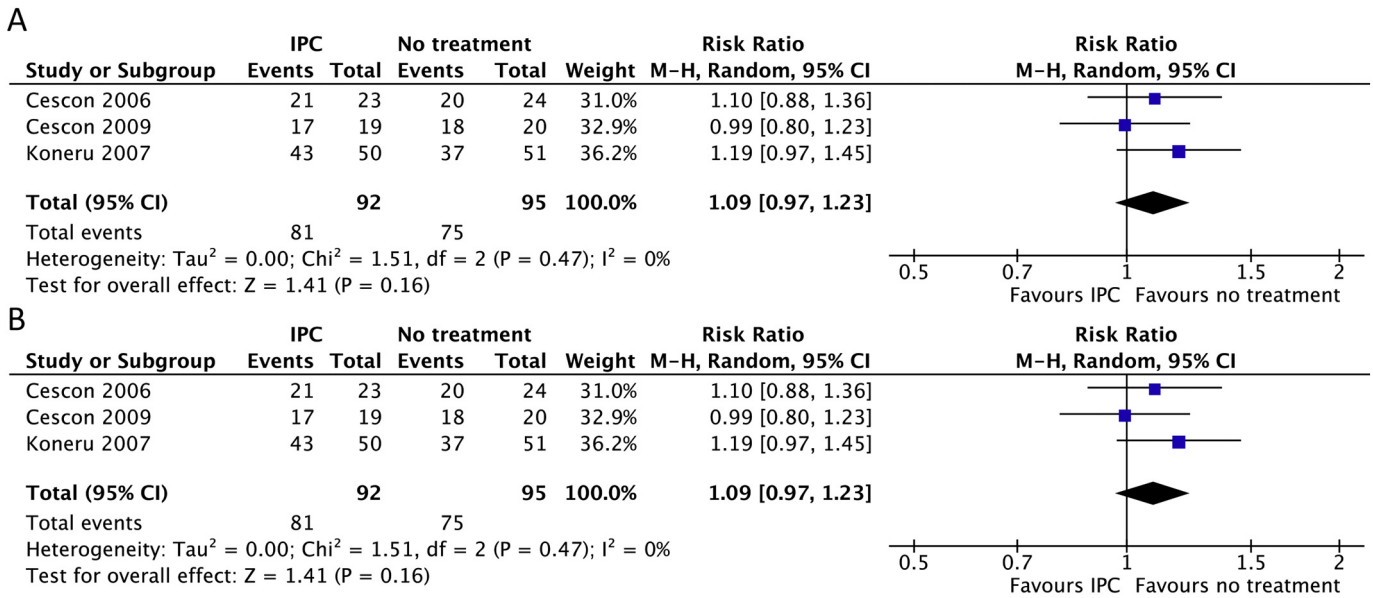 A
IPC No treatment Risk Ratio Risk Ratio
Study or Subgroup Events Total Events Total Weight M-H, Random, 95% CI M-H, Random, 95% CI
Cescon 2006 21 23 20 24 31.0% 1.10 [0.88, 1.36]
Cescon 2009 17 19 18 20 32.9% 0.99 [0.80, 1.23]
Koneru 2007 43 50 37 51 36.2% 1.19 [0.97, 1.45]
Total (95% CI) 92 95 100.0% 1.09 [0.97, 1.23]
Total events 81 75
Heterogeneity: Tau² = 0.00; Chi² = 1.51, df = 2 (P = 0.47); I² = 0%
Test for overall effect: Z = 1.41 (P = 0.16)
0.5 0.7 1 1.5 2
Favours IPC Favours no treatment
B
IPC No treatment Risk Ratio Risk Ratio
Study or Subgroup Events Total Events Total Weight M-H, Random, 95% CI M-H, Random, 95% CI
Cescon 2006 21 23 20 24 31.0% 1.10 [0.88, 1.36]
Cescon 2009 17 19 18 20 32.9% 0.99 [0.80, 1.23]
Koneru 2007 43 50 37 51 36.2% 1.19 [0.97, 1.45]
Total (95% CI) 92 95 100.0% 1.09 [0.97, 1.23]
Total events 81 75
Heterogeneity: Tau² = 0.00; Chi² = 1.51, df = 2 (P = 0.47); I² = 0%
Test for overall effect: Z = 1.41 (P = 0.16)
0.5 0.7 1 1.5 2
Favours IPC Favours no treatment